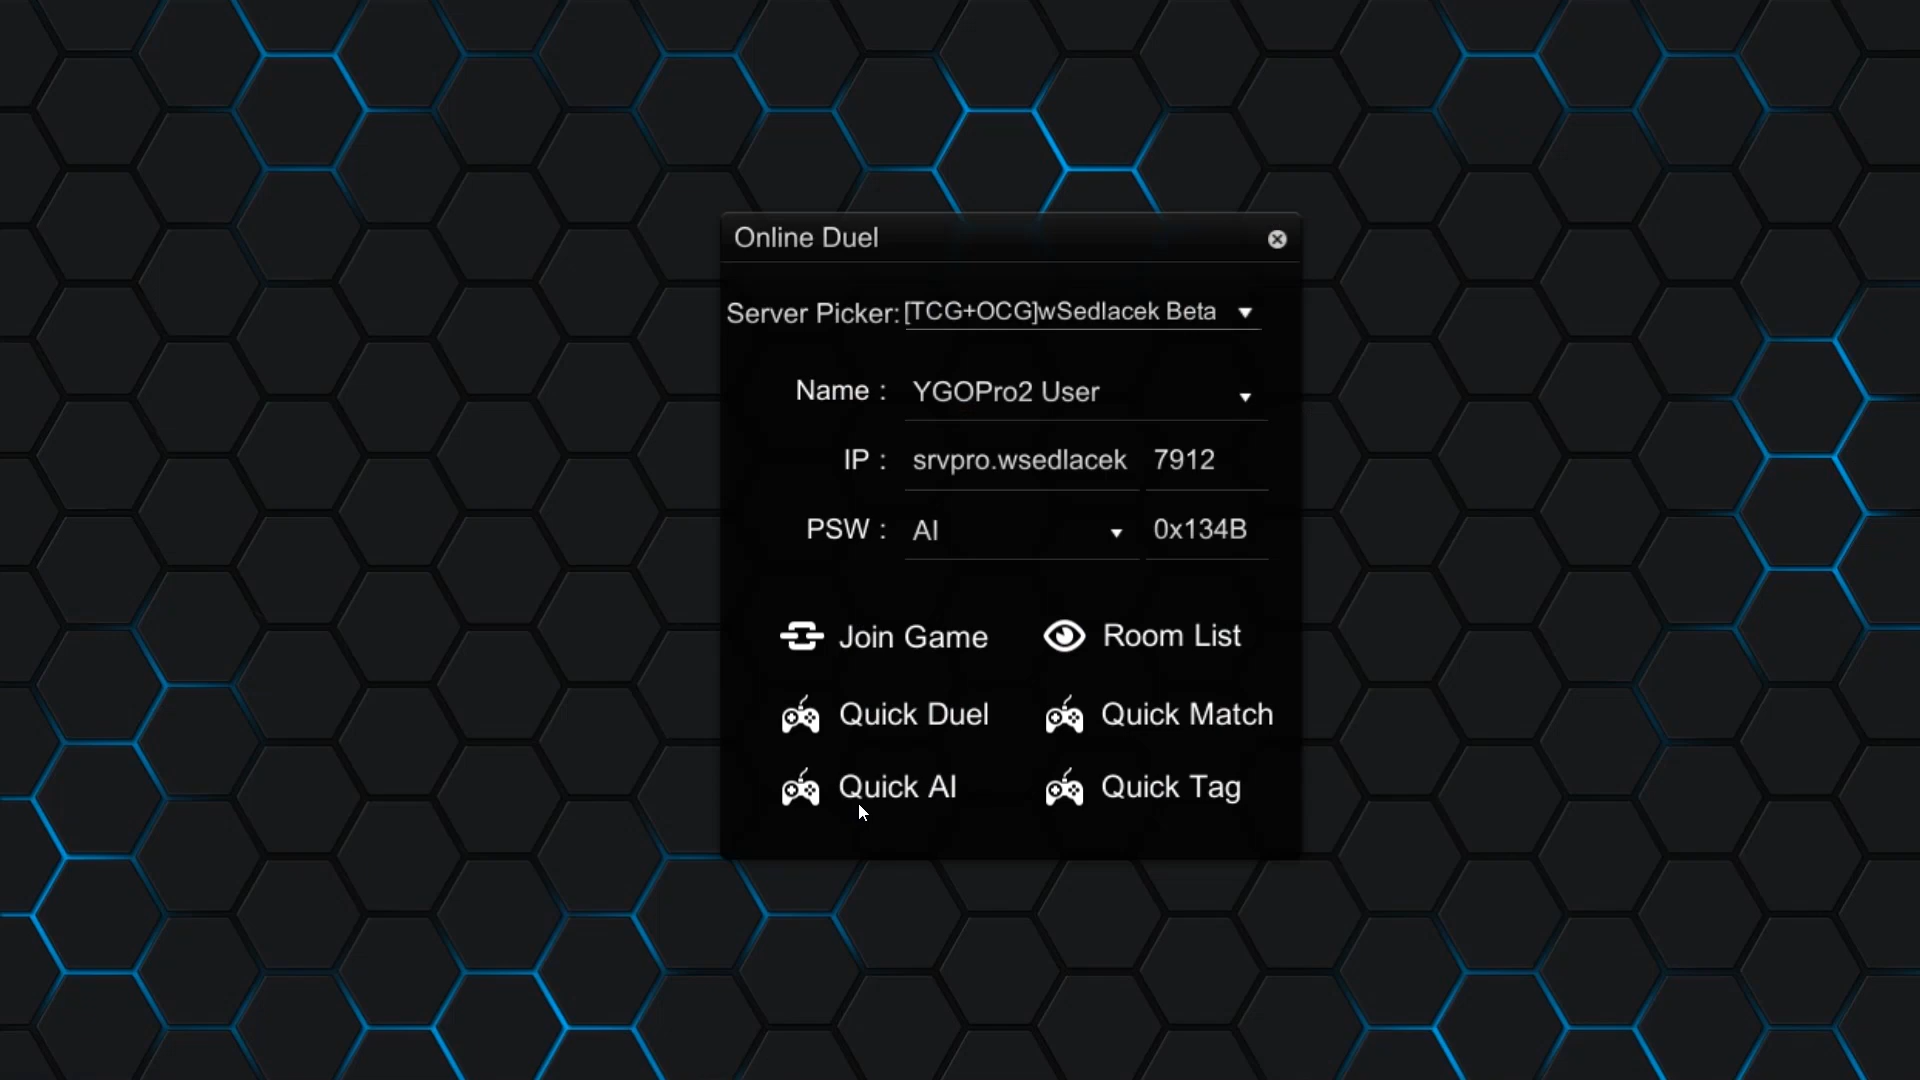 Online Duel
Server Picker: [TCG+OCG]wSedlacek Beta
Name : YGOPro2 User
IP : srvpro.wsedlacek 7912
PSW : AI 0x134B
Join Game Room List
Quick Duel Quick Match
Quick AI Quick Tag